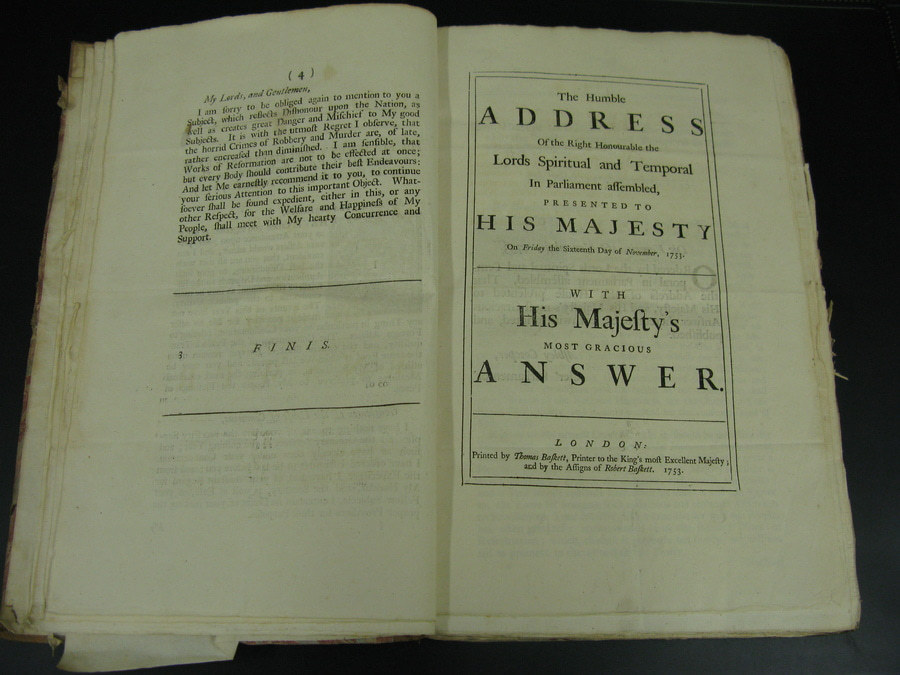 ( 4 )
My Lords, and Gentlemen,
I am ſorry to be obliged again to mention to you a
Subject, which reflects Diſhonour upon the Nation, as
well as creates great Danger and Miſchief to My good
Subjects. It is with the utmoſt Regret I obſerve, that
the horrid Crimes of Robbery and Murder are, of late,
rather encreaſed than diminiſhed. I am ſenſible, that
Works of Reformation are not to be effected at once;
but every Body ſhould contribute their beſt Endeavours:
And let Me earneſtly recommend it to you, to continue
your ſerious Attention to this important Object. What-
ſoever ſhall be found expedient, either in this, or any
other Reſpect, for the Welfare and Happineſs of My
People, ſhall meet with My hearty Concurrence and
Support.
FINIS.
The Humble
ADDRESS
Of the Right Honourable the
Lords Spiritual and Temporal
In Parliament aſſembled,
PRESENTED TO
HIS MAJESTY
On Friday the Sixteenth Day of November, 1753.
WITH
His Majeſty's
MOST GRACIOUS
ANSWER.
LONDON:
Printed by Thomas Baſkett, Printer to the King's moſt Excellent Majeſty;
and by the Aſſigns of Robert Baſkett. 1753.